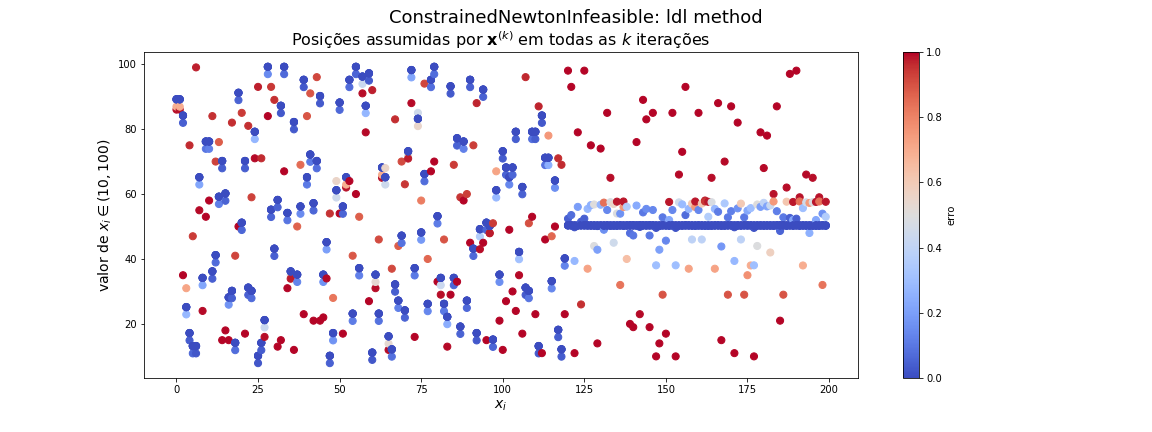 ConstrainedNewtonInfeasible: ldl method
Posições assumidas por x^(k) em todas as k iterações
valor de x_i ∈ (10, 100)
100
80
60
40
20
0 25 50 75 100 125 150 175 200
x_i
1.0
0.8
0.6
0.4
0.2
0.0
erro